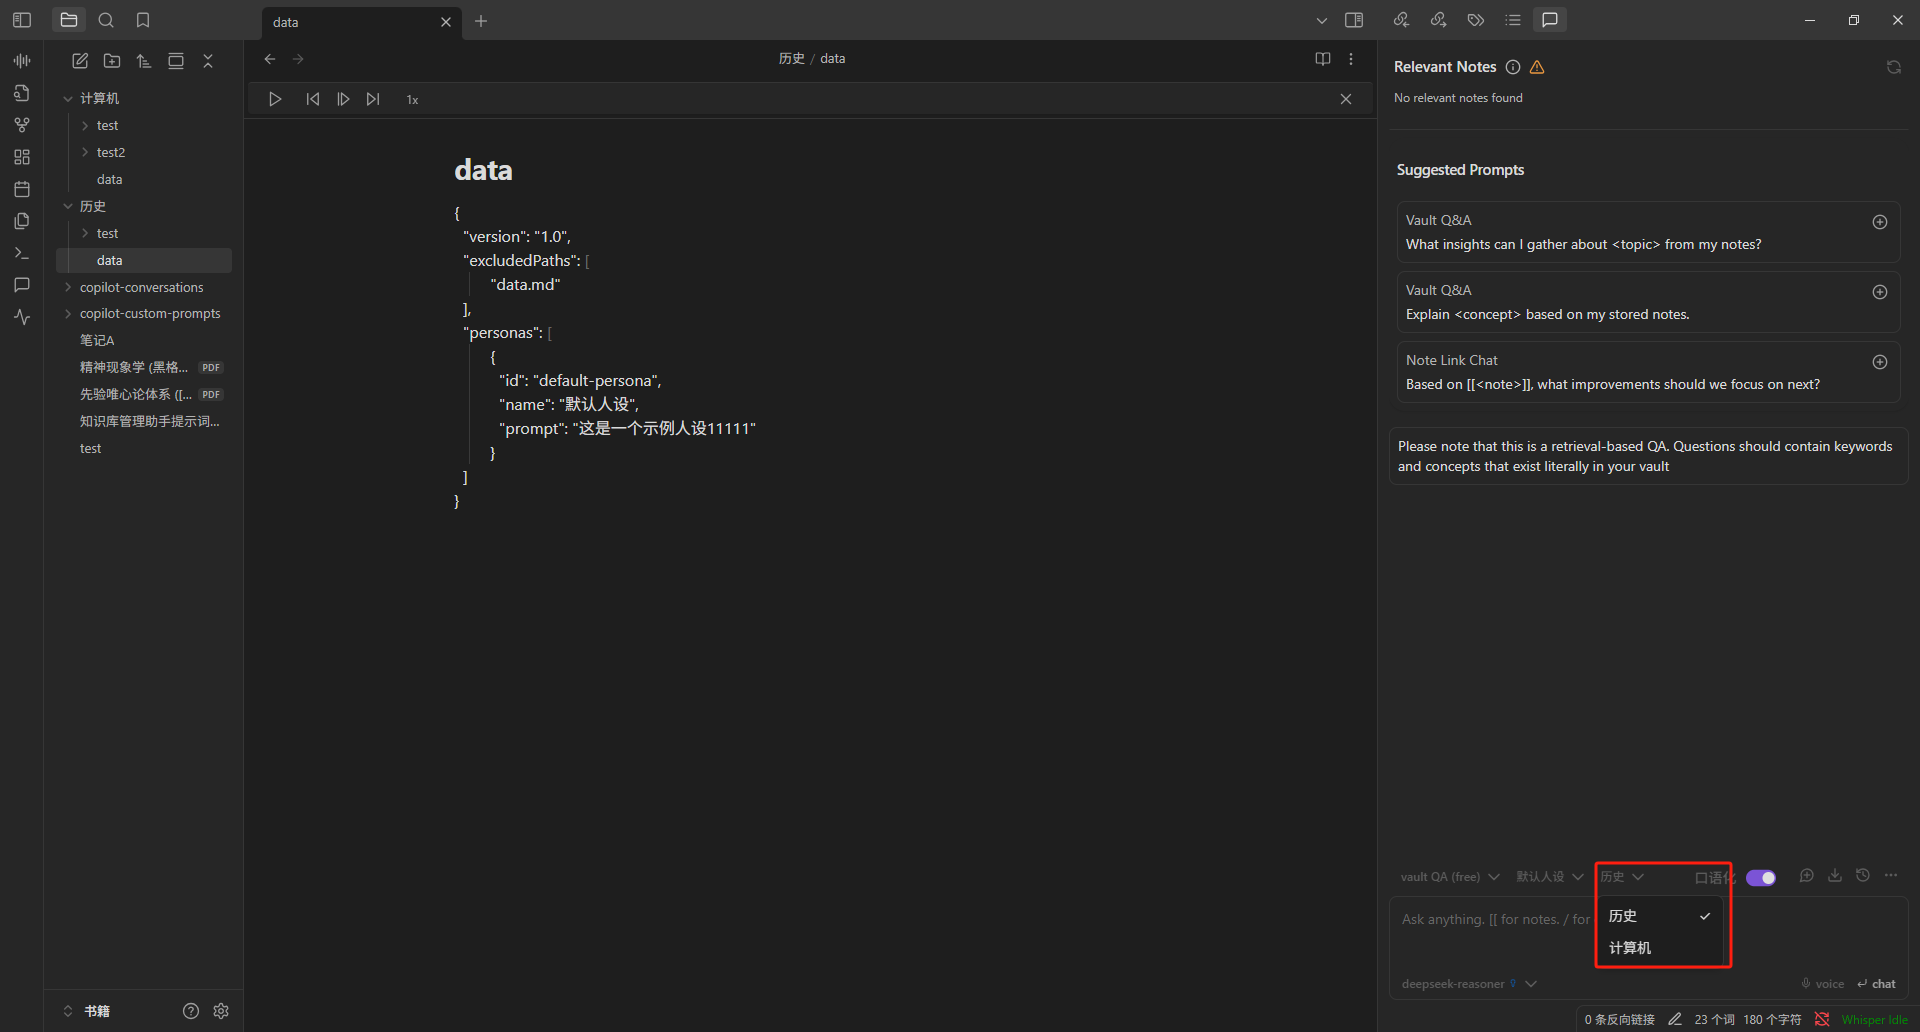 data
历史 / data
1x
计算机
test
test2
data
历史
test
data
copilot-conversations
copilot-custom-prompts
笔记A
精神现象学 (黑格... PDF
先验唯心论体系 ([... PDF
知识库管理助手提示词...
test
书籍
data
{
"version": "1.0",
"excludedPaths": [
"data.md"
],
"personas": [
{
"id": "default-persona",
"name": "默认人设",
"prompt": "这是一个示例人设11111"
}
]
}
Relevant Notes
No relevant notes found
Suggested Prompts
Vault Q&A
What insights can I gather about <topic> from my notes?
Vault Q&A
Explain <concept> based on my stored notes.
Note Link Chat
Based on [[<note>]], what improvements should we focus on next?
Please note that this is a retrieval-based QA. Questions should contain keywords
and concepts that exist literally in your vault
vault QA (free) 默认人设 历史 口语化
Ask anything. [[ for notes. / for
历史
计算机
deepseek-reasoner voice chat
0 条反向链接 23 个词 180 个字符 Whisper Idle